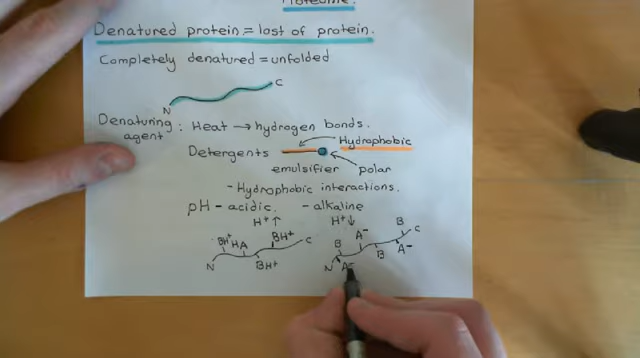 Proteome.
Denatured protein = lost of protein.
Completely denatured = unfolded
N C
Denaturing agent : Heat → hydrogen bonds.
Detergents Hydrophobic
emulsifier polar
- Hydrophobic interactions.
pH - acidic. - alkaline
H+ ↑ H+ ↓
BH+ HA BH+ C B A- B C
N BH+ N A- B A-